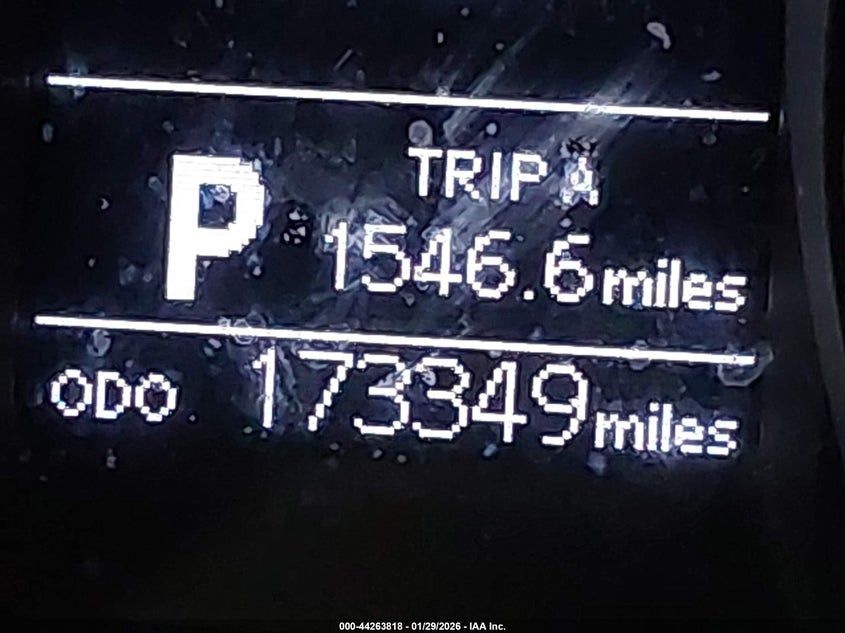 P
TRIP A
1546.6 miles
ODO 173349 miles
000-44263818 - 01/29/2026 - IAA Inc.